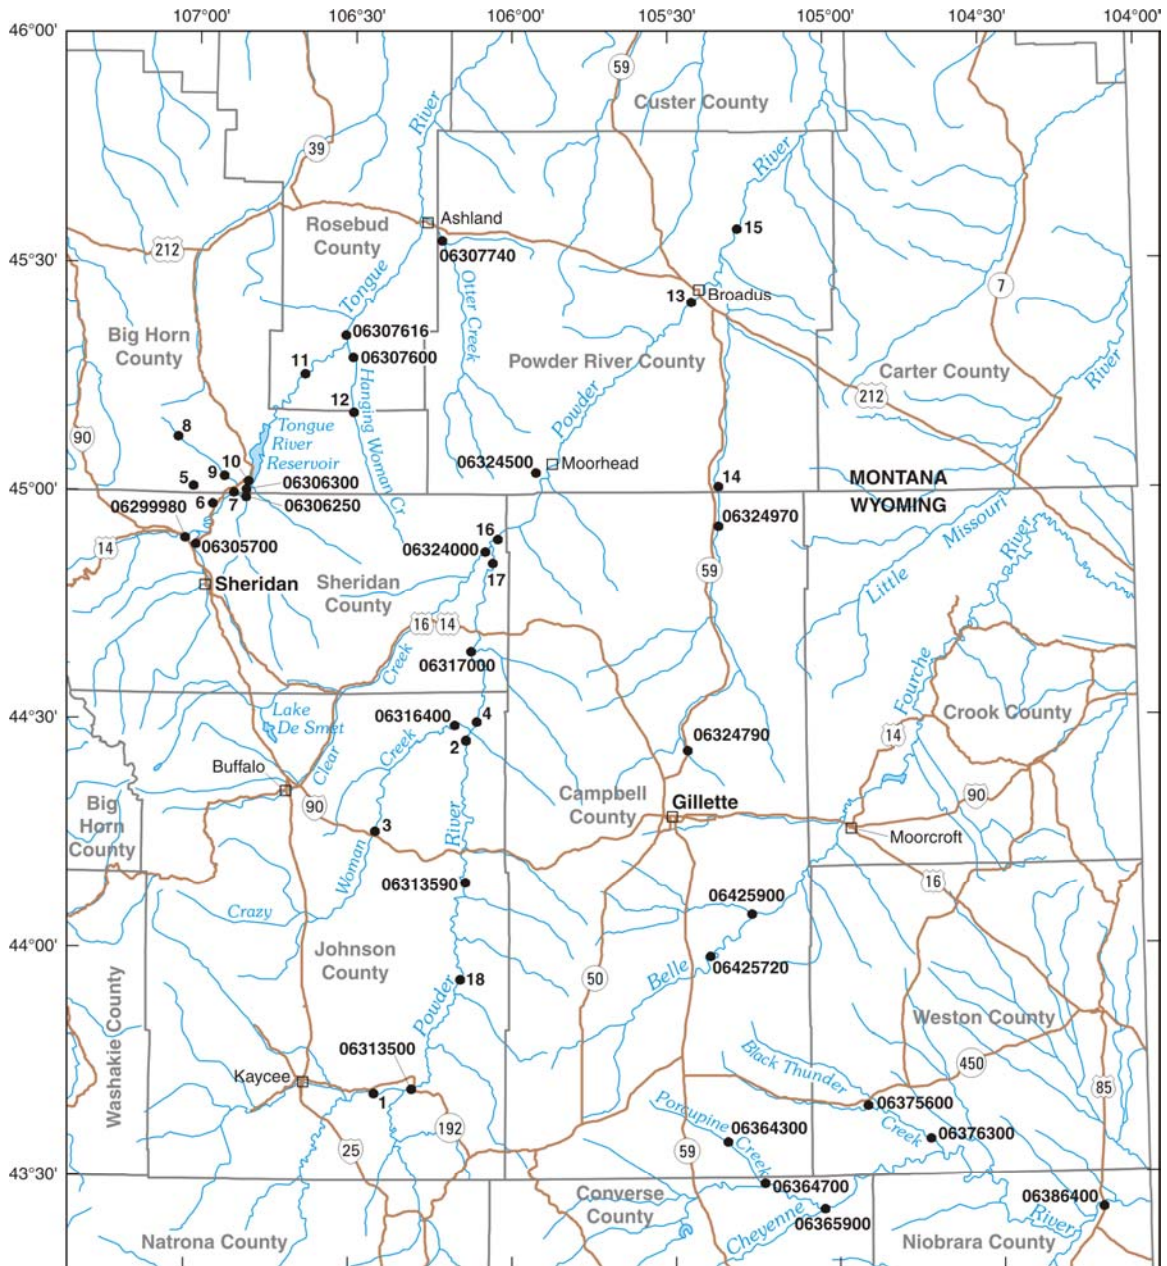 107°00'
106°30'
106°00'
105°30'
105°00'
104°30'
104°00'
46°00'
59
Custer County
River
39
River
Rosebud
County
Ashland
212
06307740
15
45°30'
Tongue
7
13
Broadus
Big Horn
County
06307616
Otter Creek
11
06307600
Powder River County
Carter County
River
12
Hanging Woman Cr
212
Powder
8
90
Tongue
River
Reservoir
10
9
5
06324500
Moorhead
06306300
14
MONTANA
45°00'
WYOMING
06299980
6
7
06306250
06324970
16
Missouri
River
14
06305700
06324000
17
59
Little
Sheridan
Sheridan
County
16
14
Creek
06317000
Fourche
44°30'
Lake
De Smet
06316400
4
Crook County
Creek
2
14
06324790
Buffalo
Clear
90
Big
Horn
County
Campbell
County
Gillette
90
3
River
Moorcroft
Woman
06313590
16
06425900
Crazy
44°00'
Johnson
County
06425720
Belle
50
18
Powder
Washakie County
Weston County
06313500
Black Thunder
450
Kaycee
85
1
06375600
Porcupine
192
06364300
Creek
06376300
25
59
Creek
43°30'
06364700
Converse
County
06386400
Cheyenne
06365900
River
Natrona County
Niobrara County